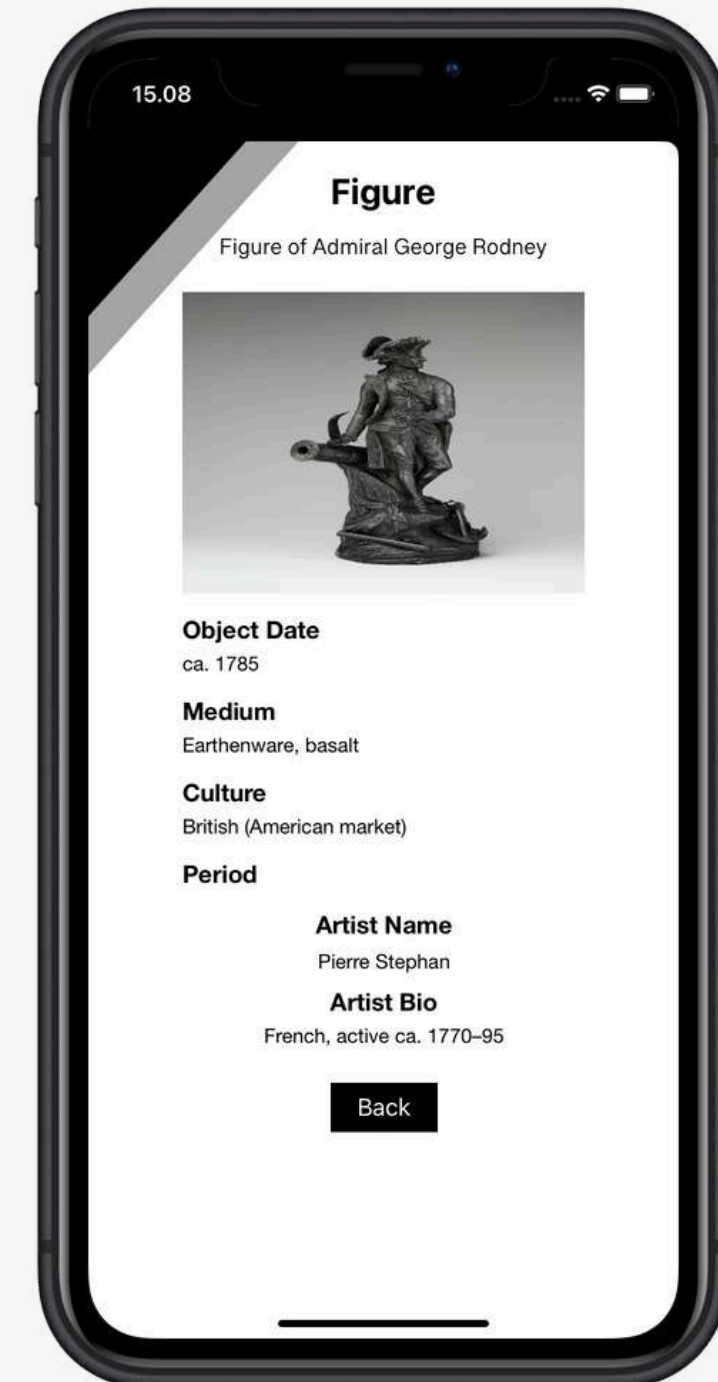 15.08
Figure
Figure of Admiral George Rodney
Object Date
ca. 1785
Medium
Earthenware, basalt
Culture
British (American market)
Period
Artist Name
Pierre Stephan
Artist Bio
French, active ca. 1770–95
Back